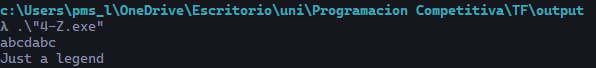 c:\Users\pms_l\OneDrive\Escritorio\uni\Programacion Competitiva\TF\output
λ .\"4-Z.exe"
abcdabc
Just a legend